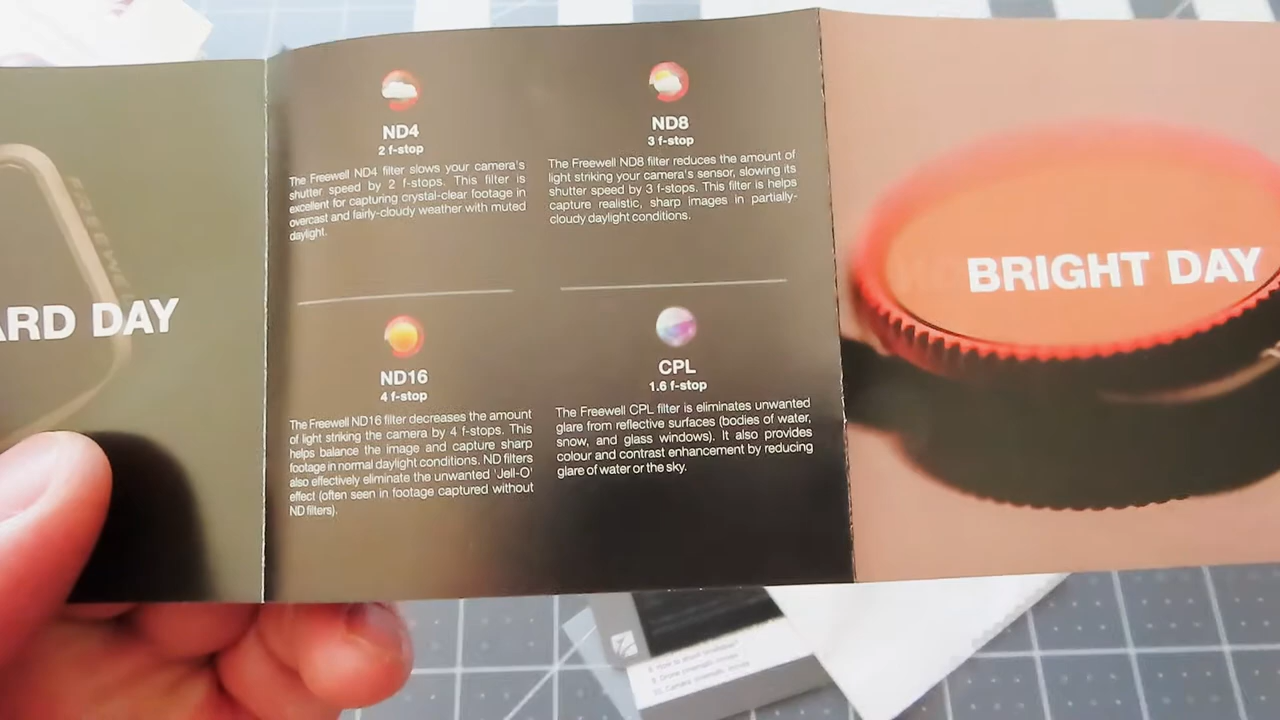 ARD DAY
ND4
2 f-stop
The Freewell ND4 filter slows your camera's
shutter speed by 2 f-stops. This filter is
excellent for capturing crystal-clear footage in
overcast and fairly-cloudy weather with muted
daylight.
ND8
3 f-stop
The Freewell ND8 filter reduces the amount of
light striking your camera's sensor, slowing its
shutter speed by 3 f-stops. This filter is helps
capture realistic, sharp images in partially-
cloudy daylight conditions.
ND16
4 f-stop
The Freewell ND16 filter decreases the amount
of light striking the camera by 4 f-stops. This
helps balance the image and capture sharp
footage in normal daylight conditions. ND filters
also effectively eliminate the unwanted 'Jell-O'
effect (often seen in footage captured without
ND filters).
CPL
1.6 f-stop
The Freewell CPL filter is eliminates unwanted
glare from reflective surfaces (bodies of water,
snow, and glass windows). It also provides
colour and contrast enhancement by reducing
glare of water or the sky.
BRIGHT DAY